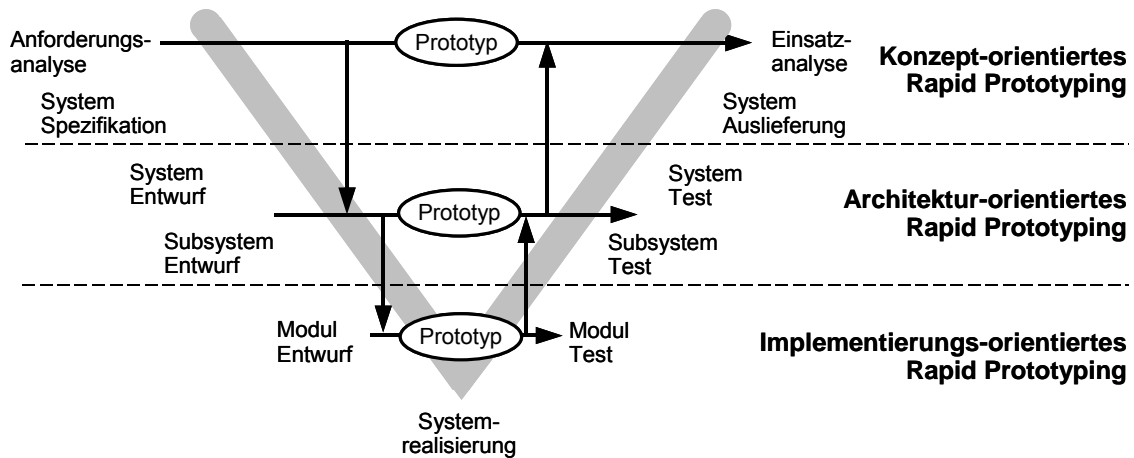 Anforderungs-
analyse
Prototyp
Einsatz-
analyse
Konzept-orientiertes
Rapid Prototyping
System
Spezifikation
System
Auslieferung
System
Entwurf
Prototyp
System
Test
Architektur-orientiertes
Rapid Prototyping
Subsystem
Entwurf
Subsystem
Test
Modul
Entwurf
Prototyp
Modul
Test
Implementierungs-orientiertes
Rapid Prototyping
System-
realisierung